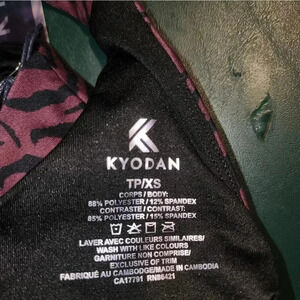 KYODAN
TP/XS
CORPS / BODY:
88% POLYESTER / 12% SPANDEX
CONTRASTE / CONTRAST:
85% POLYESTER / 15% SPANDEX
LAVER AVEC COULEURS SIMILAIRES/
WASH WITH LIKE COLOURS
GARNITURE NON COMPRISE/
EXCLUSIVE OF TRIM
FABRIQUÉ AU CAMBODGE/MADE IN CAMBODIA
CA17791 RN86421